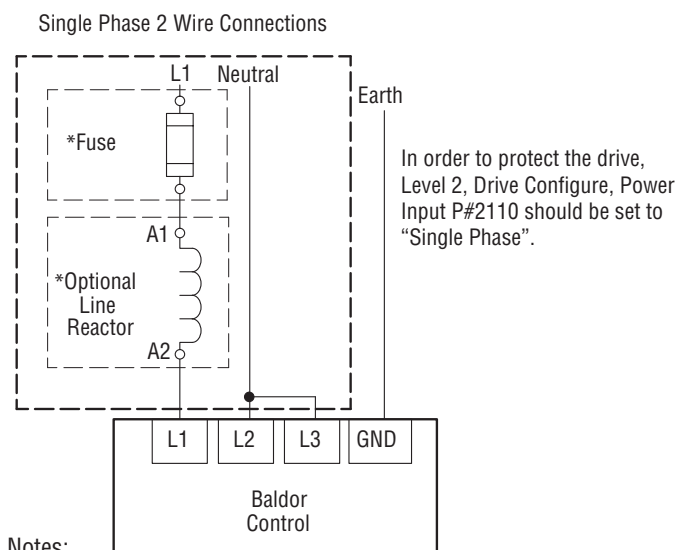 Single Phase 2 Wire Connections
L1
Neutral
Earth
*Fuse
In order to protect the drive,
Level 2, Drive Configure, Power
Input P#2110 should be set to
“Single Phase”.
A1
*Optional
Line
Reactor
A2
L1
L2
L3
GND
Baldor
Control
Notes: